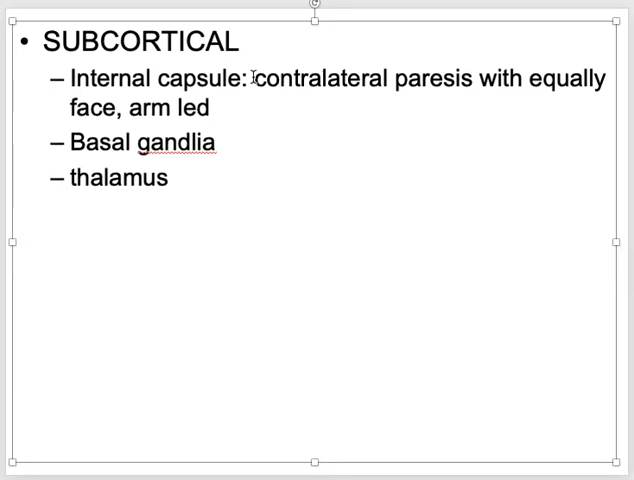 • SUBCORTICAL
– Internal capsule: contralateral paresis with equally
face, arm led
– Basal gandlia
– thalamus